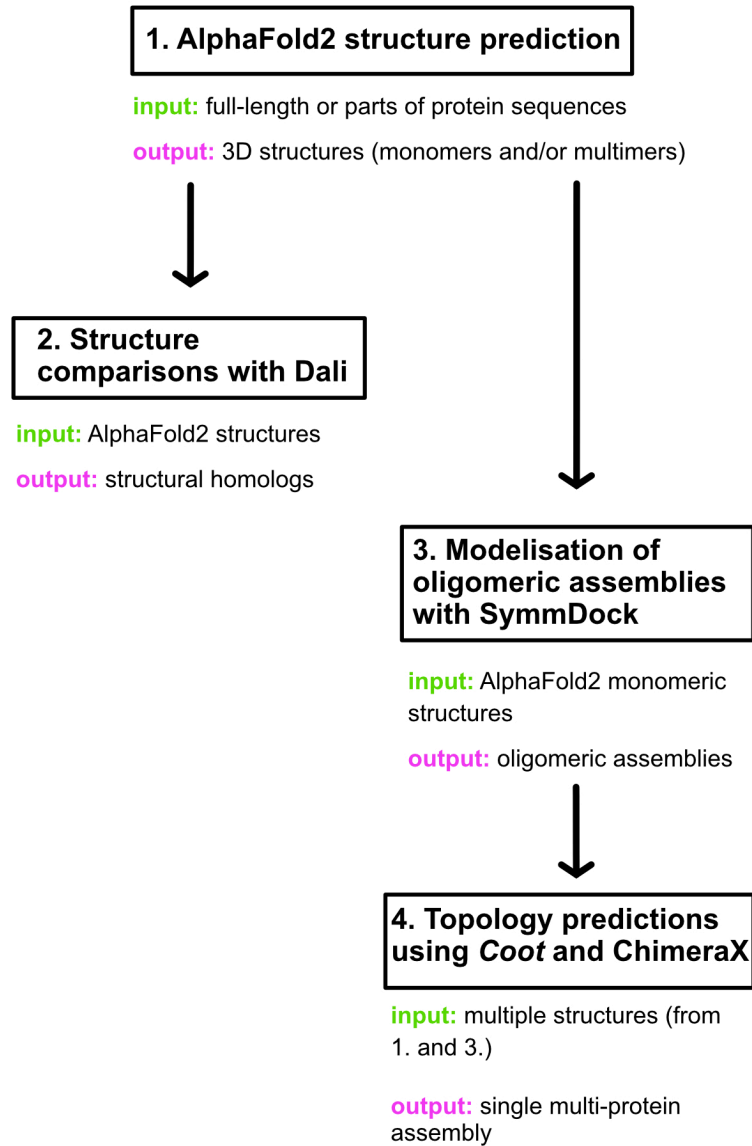 1. AlphaFold2 structure prediction
input: full-length or parts of protein sequences
output: 3D structures (monomers and/or multimers)
2. Structure
comparisons with Dali
input: AlphaFold2 structures
output: structural homologs
3. Modelisation of
oligomeric assemblies
with SymmDock
input: AlphaFold2 monomeric
structures
output: oligomeric assemblies
4. Topology predictions
using Coot and ChimeraX
input: multiple structures (from
1. and 3.)
output: single multi-protein
assembly